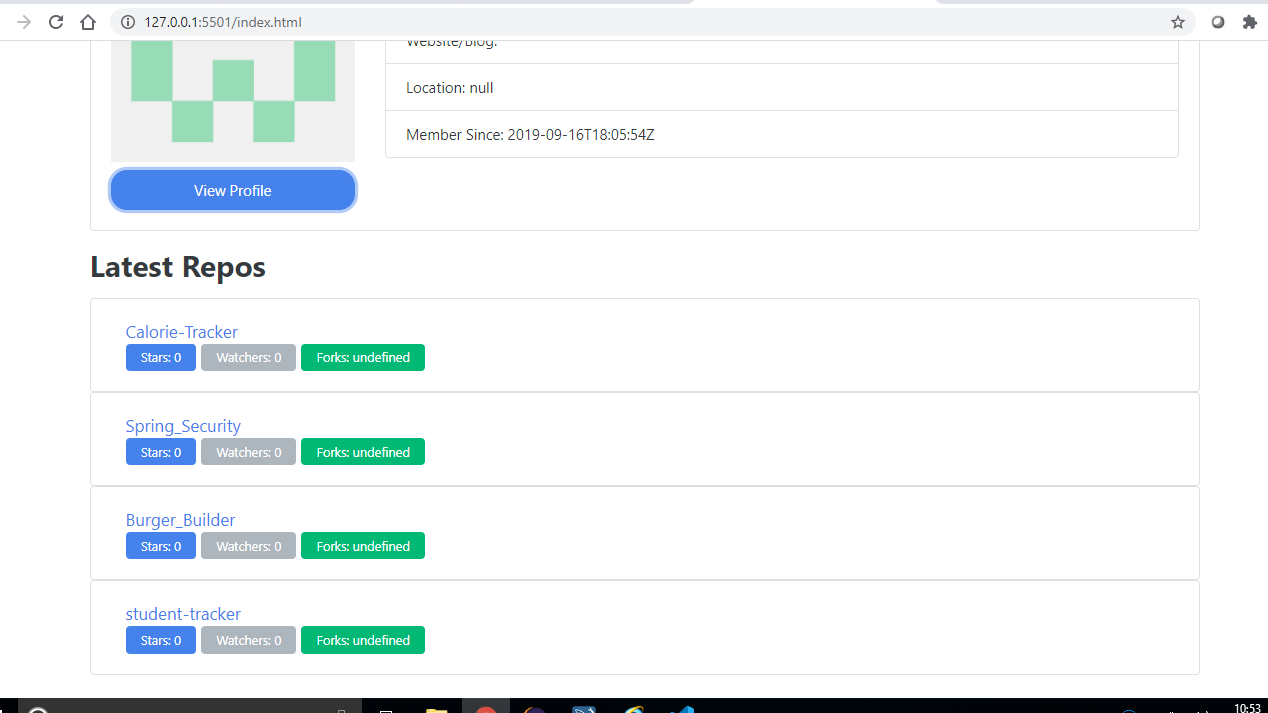 127.0.0.1:5501/index.html
Website/Blog:
Location: null
Member Since: 2019-09-16T18:05:54Z
View Profile
Latest Repos
Calorie-Tracker
Stars: 0 Watchers: 0 Forks: undefined
Spring_Security
Stars: 0 Watchers: 0 Forks: undefined
Burger_Builder
Stars: 0 Watchers: 0 Forks: undefined
student-tracker
Stars: 0 Watchers: 0 Forks: undefined
10:53